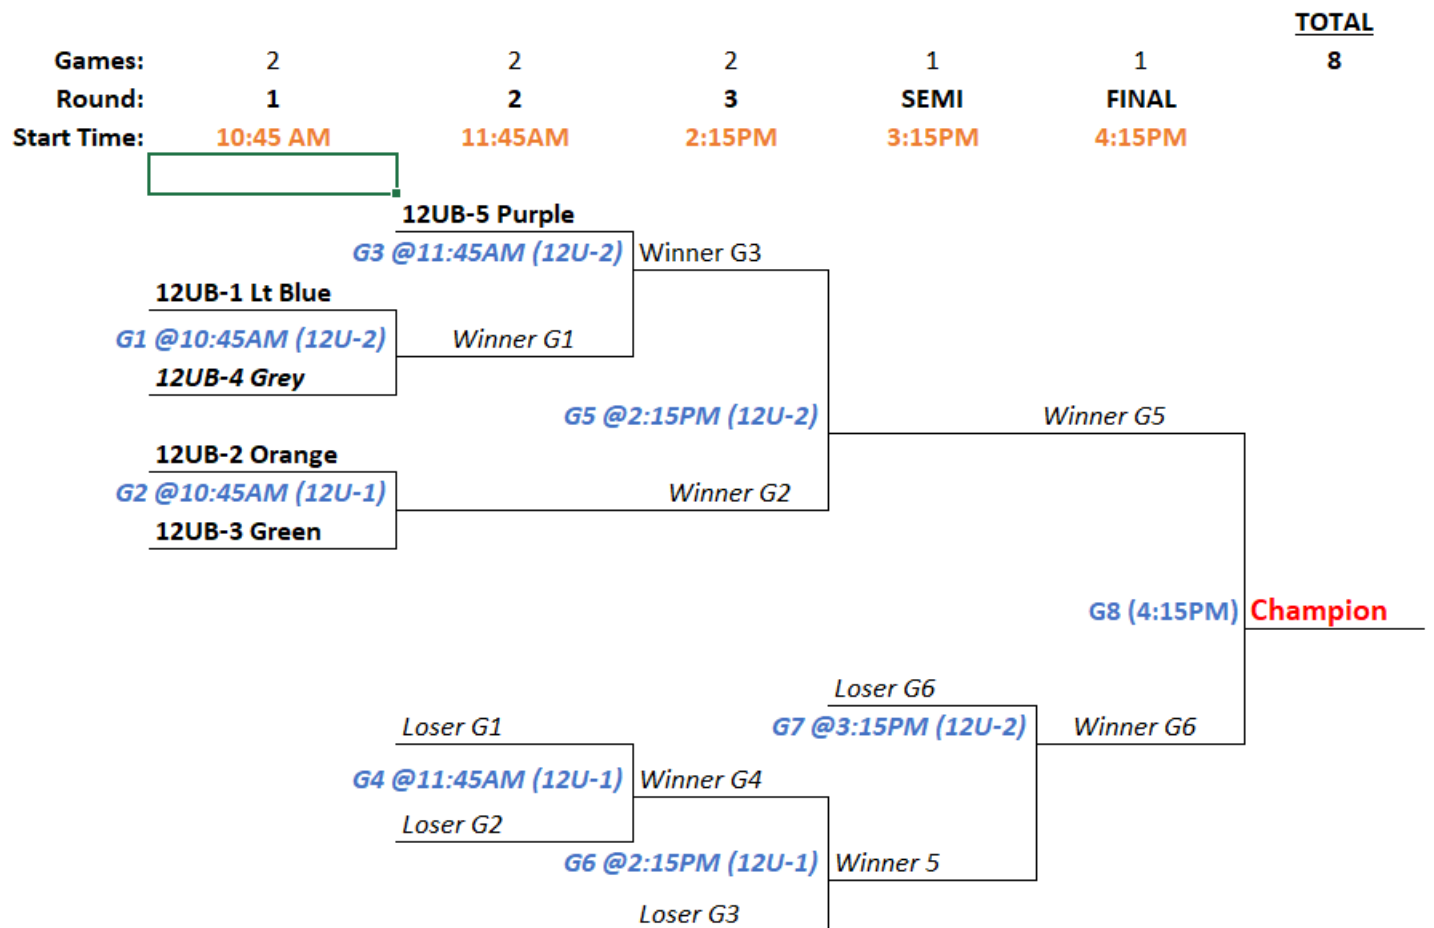 TOTAL
Games: 2 2 2 1 1 8
Round: 1 2 3 SEMI FINAL
Start Time: 10:45 AM 11:45AM 2:15PM 3:15PM 4:15PM
12UB-5 Purple
G3 @11:45AM (12U-2) Winner G3
12UB-1 Lt Blue
G1 @10:45AM (12U-2) Winner G1
12UB-4 Grey
G5 @2:15PM (12U-2) Winner G5
12UB-2 Orange
G2 @10:45AM (12U-1) Winner G2
12UB-3 Green
G8 (4:15PM) Champion
Loser G6
Loser G1 G7 @3:15PM (12U-2) Winner G6
G4 @11:45AM (12U-1) Winner G4
Loser G2
G6 @2:15PM (12U-1) Winner 5
Loser G3